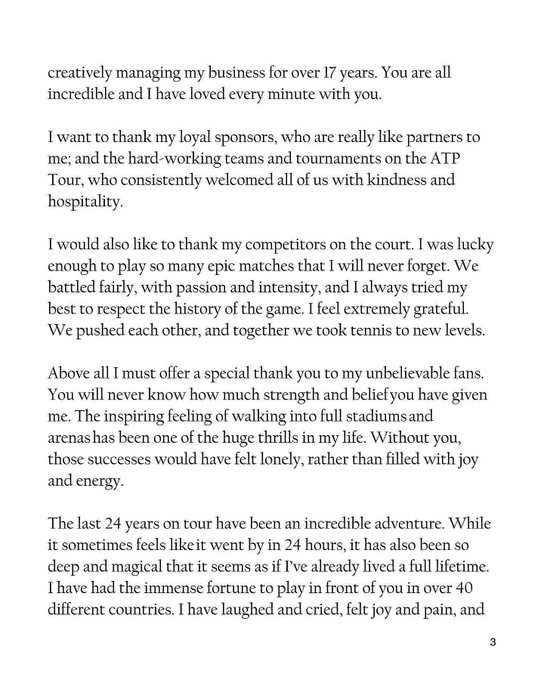 creatively managing my business for over 17 years. You are all
incredible and I have loved every minute with you.
I want to thank my loyal sponsors, who are really like partners to
me; and the hard-working teams and tournaments on the ATP
Tour, who consistently welcomed all of us with kindness and
hospitality.
I would also like to thank my competitors on the court. I was lucky
enough to play so many epic matches that I will never forget. We
battled fairly, with passion and intensity, and I always tried my
best to respect the history of the game. I feel extremely grateful.
We pushed each other, and together we took tennis to new levels.
Above all I must offer a special thank you to my unbelievable fans.
You will never know how much strength and belief you have given
me. The inspiring feeling of walking into full stadiums and
arenas has been one of the huge thrills in my life. Without you,
those successes would have felt lonely, rather than filled with joy
and energy.
The last 24 years on tour have been an incredible adventure. While
it sometimes feels like it went by in 24 hours, it has also been so
deep and magical that it seems as if I've already lived a full lifetime.
I have had the immense fortune to play in front of you in over 40
different countries. I have laughed and cried, felt joy and pain, and
3